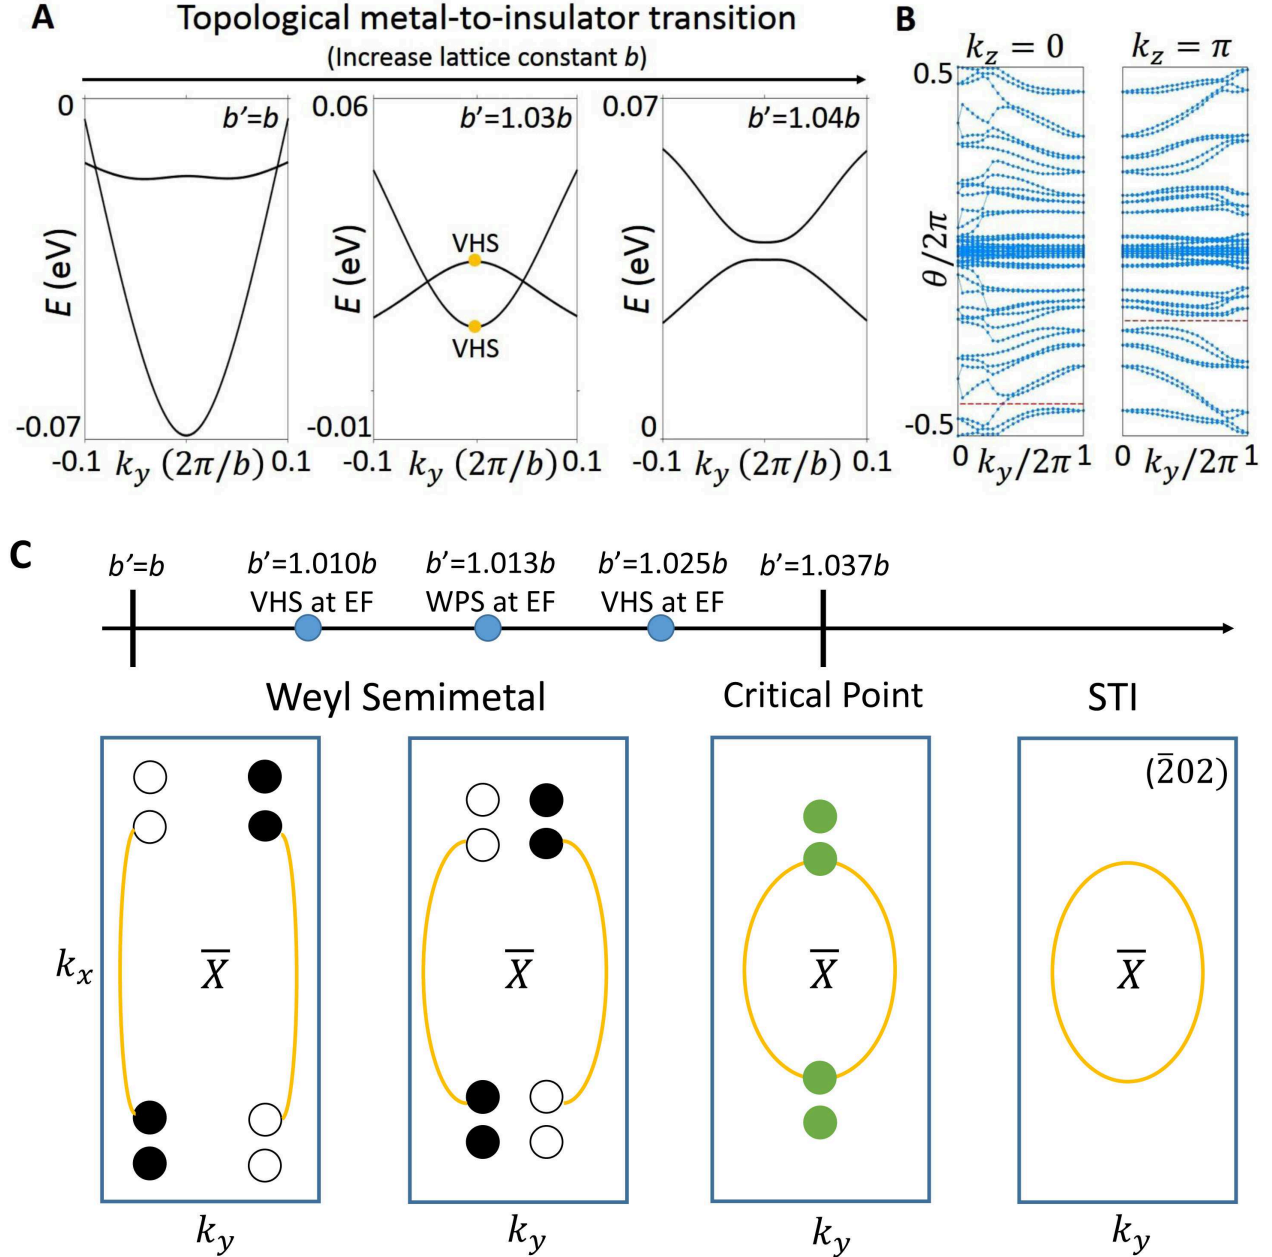 A
Topological metal-to-insulator transition
(Increase lattice constant b)
0
b'=b
-0.07
E (eV)
-0.1 k_y (2π/b) 0.1
0.06
b'=1.03b
VHS
VHS
-0.01
E (eV)
-0.1 k_y (2π/b) 0.1
0.07
b'=1.04b
0
E (eV)
-0.1 k_y (2π/b) 0.1
B
k_z = 0
k_z = π
0.5
θ/2π
-0.5
0 k_y/2π 1
0 k_y/2π 1
C
b'=b
b'=1.010b
VHS at EF
b'=1.013b
WPS at EF
b'=1.025b
VHS at EF
b'=1.037b
Weyl Semimetal
Critical Point
STI
(2̅02)
k_x
X̅
X̅
X̅
X̅
k_y
k_y
k_y
k_y